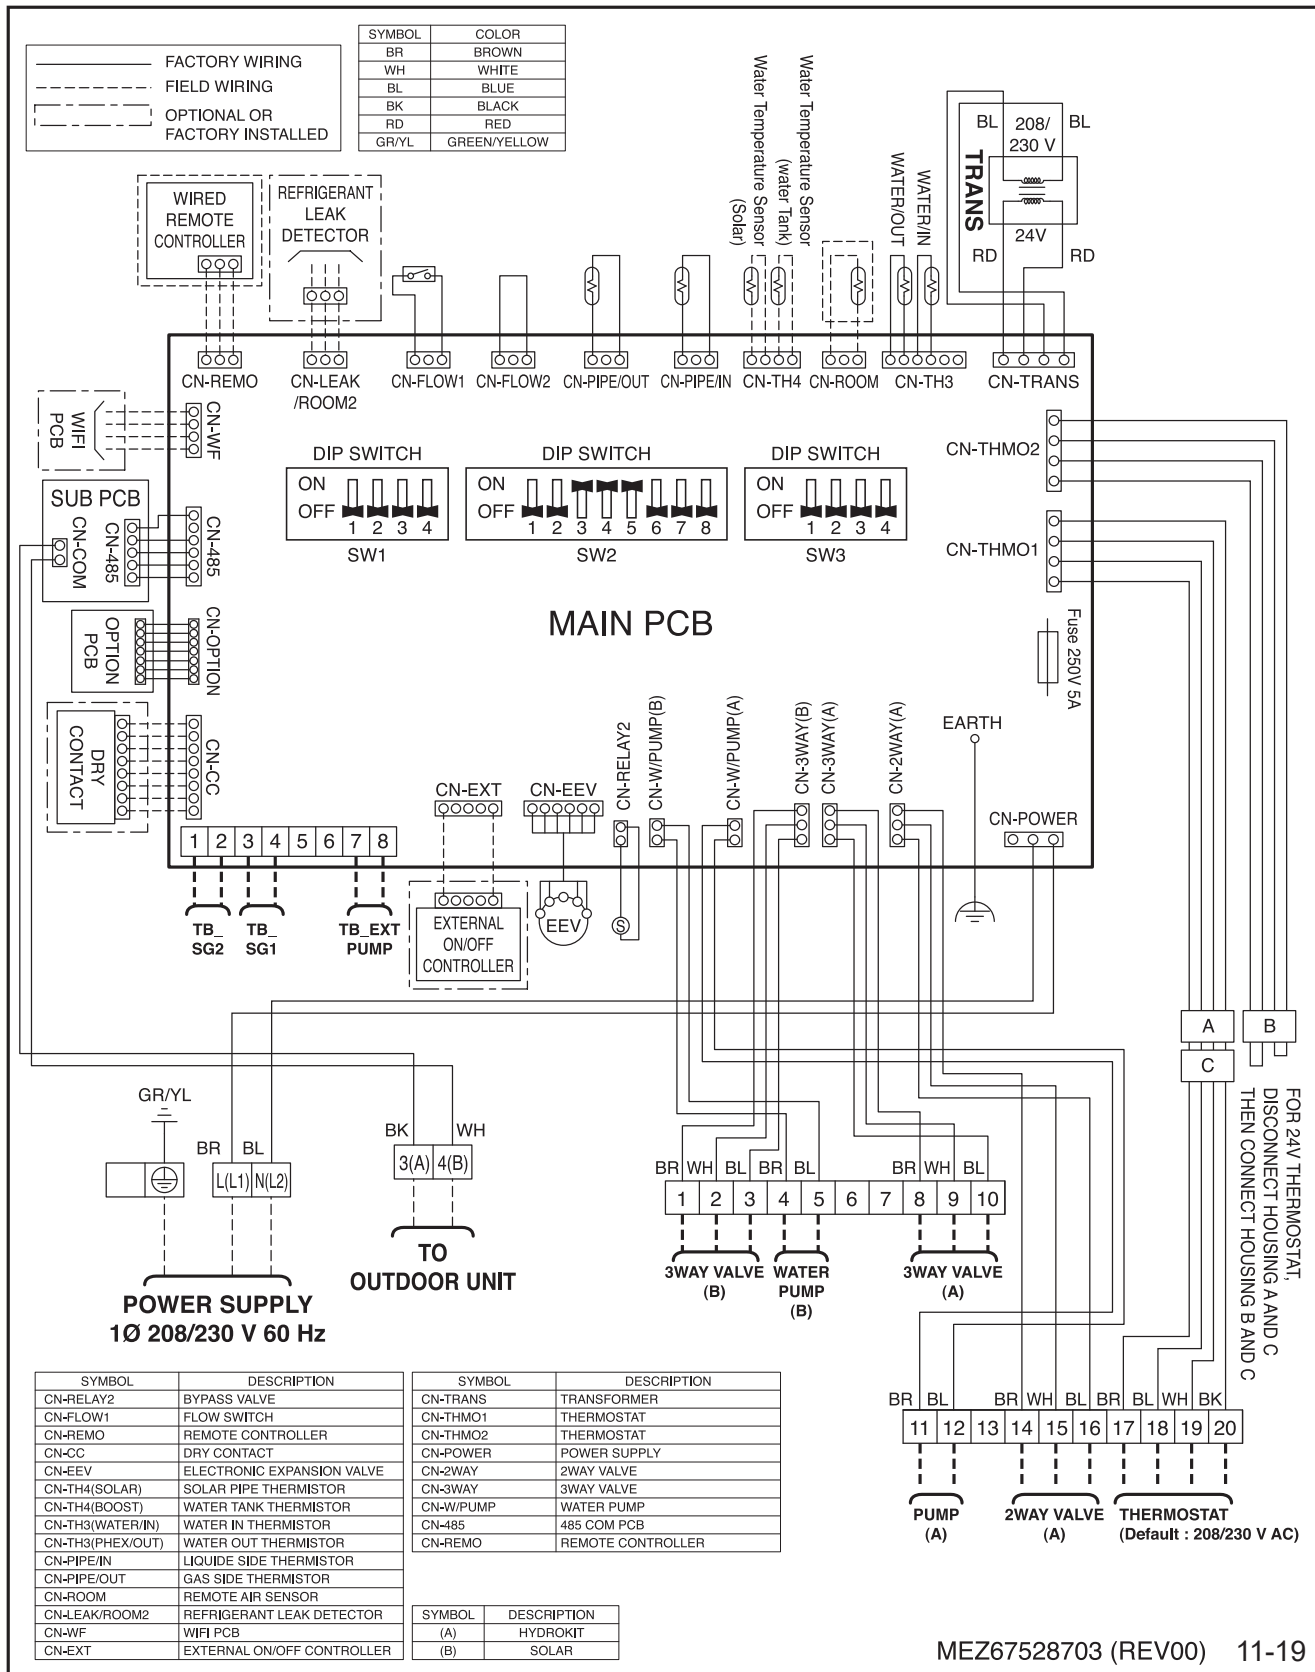 FACTORY WIRING
FIELD WIRING
OPTIONAL OR
FACTORY INSTALLED
SYMBOL COLOR
BR BROWN
WH WHITE
BL BLUE
BK BLACK
RD RED
GR/YL GREEN/YELLOW
WIRED
REMOTE
CONTROLLER
REFRIGERANT
LEAK
DETECTOR
Water Temperature Sensor
(Solar)
Water Temperature Sensor
(water Tank)
WATER/OUT
WATER/IN
TRANS
BL 208/ BL
230 V
24V
RD RD
CN-REMO
CN-LEAK
/ROOM2
CN-FLOW1
CN-FLOW2
CN-PIPE/OUT
CN-PIPE/IN
CN-TH4
CN-ROOM
CN-TH3
CN-TRANS
WIFI
PCB
CN-WF
SUB PCB
CN-COM
CN-485
CN-485
OPTION
PCB
CN-OPTION
DRY
CONTACT
CN-CC
DIP SWITCH
ON
OFF
1 2 3 4
SW1
DIP SWITCH
ON
OFF
1 2 3 4 5 6 7 8
SW2
DIP SWITCH
ON
OFF
1 2 3 4
SW3
CN-THMO2
CN-THMO1
MAIN PCB
Fuse 250V 5A
CN-EXT
CN-EEV
CN-RELAY2
CN-W/PUMP(B)
CN-W/PUMP(A)
CN-3WAY(B)
CN-3WAY(A)
CN-2WAY(A)
EARTH
CN-POWER
1 2 3 4 5 6 7 8
TB_
SG2
TB_
SG1
TB_EXT
PUMP
EXTERNAL
ON/OFF
CONTROLLER
EEV
S
A
B
C
FOR 24V THERMOSTAT,
DISCONNECT HOUSING A AND C
THEN CONNECT HOUSING B AND C
GR/YL
BR BL
L(L1) N(L2)
POWER SUPPLY
1Ø 208/230 V 60 Hz
BK WH
3(A) 4(B)
TO
OUTDOOR UNIT
BR WH BL BR BL BR WH BL
1 2 3 4 5 6 7 8 9 10
3WAY VALVE
(B)
WATER
PUMP
(B)
3WAY VALVE
(A)
BR BL BR WH BL BR BL WH BK
11 12 13 14 15 16 17 18 19 20
PUMP
(A)
2WAY VALVE
(A)
THERMOSTAT
(Default : 208/230 V AC)
SYMBOL DESCRIPTION
CN-RELAY2 BYPASS VALVE
CN-FLOW1 FLOW SWITCH
CN-REMO REMOTE CONTROLLER
CN-CC DRY CONTACT
CN-EEV ELECTRONIC EXPANSION VALVE
CN-TH4(SOLAR) SOLAR PIPE THERMISTOR
CN-TH4(BOOST) WATER TANK THERMISTOR
CN-TH3(WATER/IN) WATER IN THERMISTOR
CN-TH3(PHEX/OUT) WATER OUT THERMISTOR
CN-PIPE/IN LIQUIDE SIDE THERMISTOR
CN-PIPE/OUT GAS SIDE THERMISTOR
CN-ROOM REMOTE AIR SENSOR
CN-LEAK/ROOM2 REFRIGERANT LEAK DETECTOR
CN-WF WIFI PCB
CN-EXT EXTERNAL ON/OFF CONTROLLER
SYMBOL DESCRIPTION
CN-TRANS TRANSFORMER
CN-THMO1 THERMOSTAT
CN-THMO2 THERMOSTAT
CN-POWER POWER SUPPLY
CN-2WAY 2WAY VALVE
CN-3WAY 3WAY VALVE
CN-W/PUMP WATER PUMP
CN-485 485 COM PCB
CN-REMO REMOTE CONTROLLER
SYMBOL DESCRIPTION
(A) HYDROKIT
(B) SOLAR
MEZ67528703 (REV00) 11-19